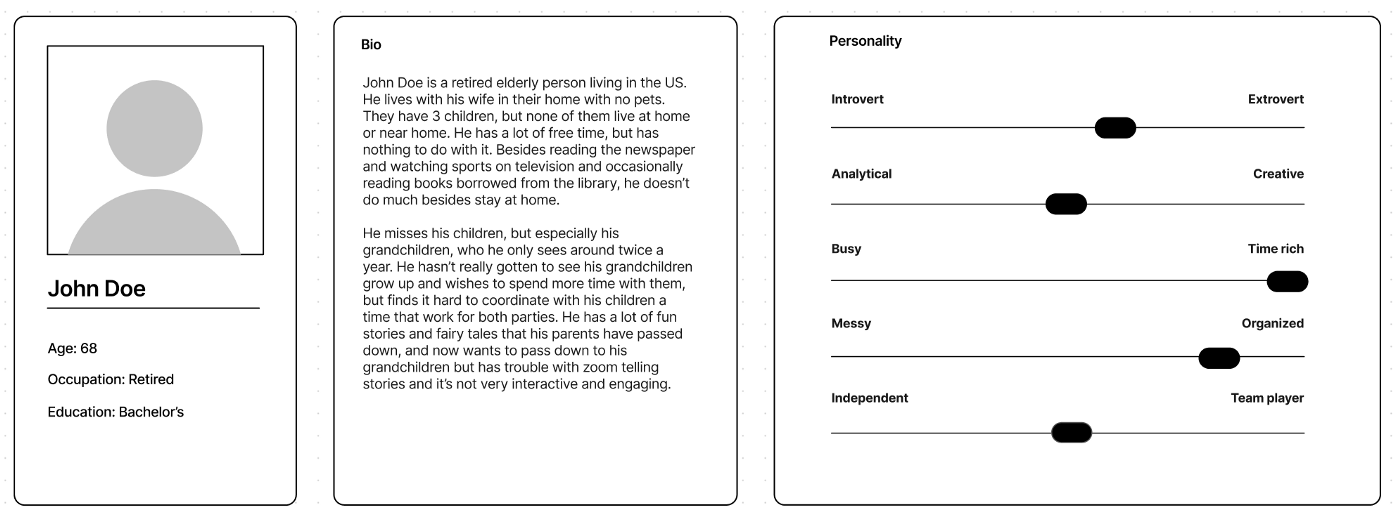 John Doe
Age: 68
Occupation: Retired
Education: Bachelor's
Bio
John Doe is a retired elderly person living in the US.
He lives with his wife in their home with no pets.
They have 3 children, but none of them live at home
or near home. He has a lot of free time, but has
nothing to do with it. Besides reading the newspaper
and watching sports on television and occasionally
reading books borrowed from the library, he doesn't
do much besides stay at home.
He misses his children, but especially his
grandchildren, who he only sees around twice a
year. He hasn't really gotten to see his grandchildren
grow up and wishes to spend more time with them,
but finds it hard to coordinate with his children a
time that work for both parties. He has a lot of fun
stories and fairy tales that his parents have passed
down, and now wants to pass down to his
grandchildren but has trouble with zoom telling
stories and it's not very interactive and engaging.
Personality
Introvert Extrovert
Analytical Creative
Busy Time rich
Messy Organized
Independent Team player